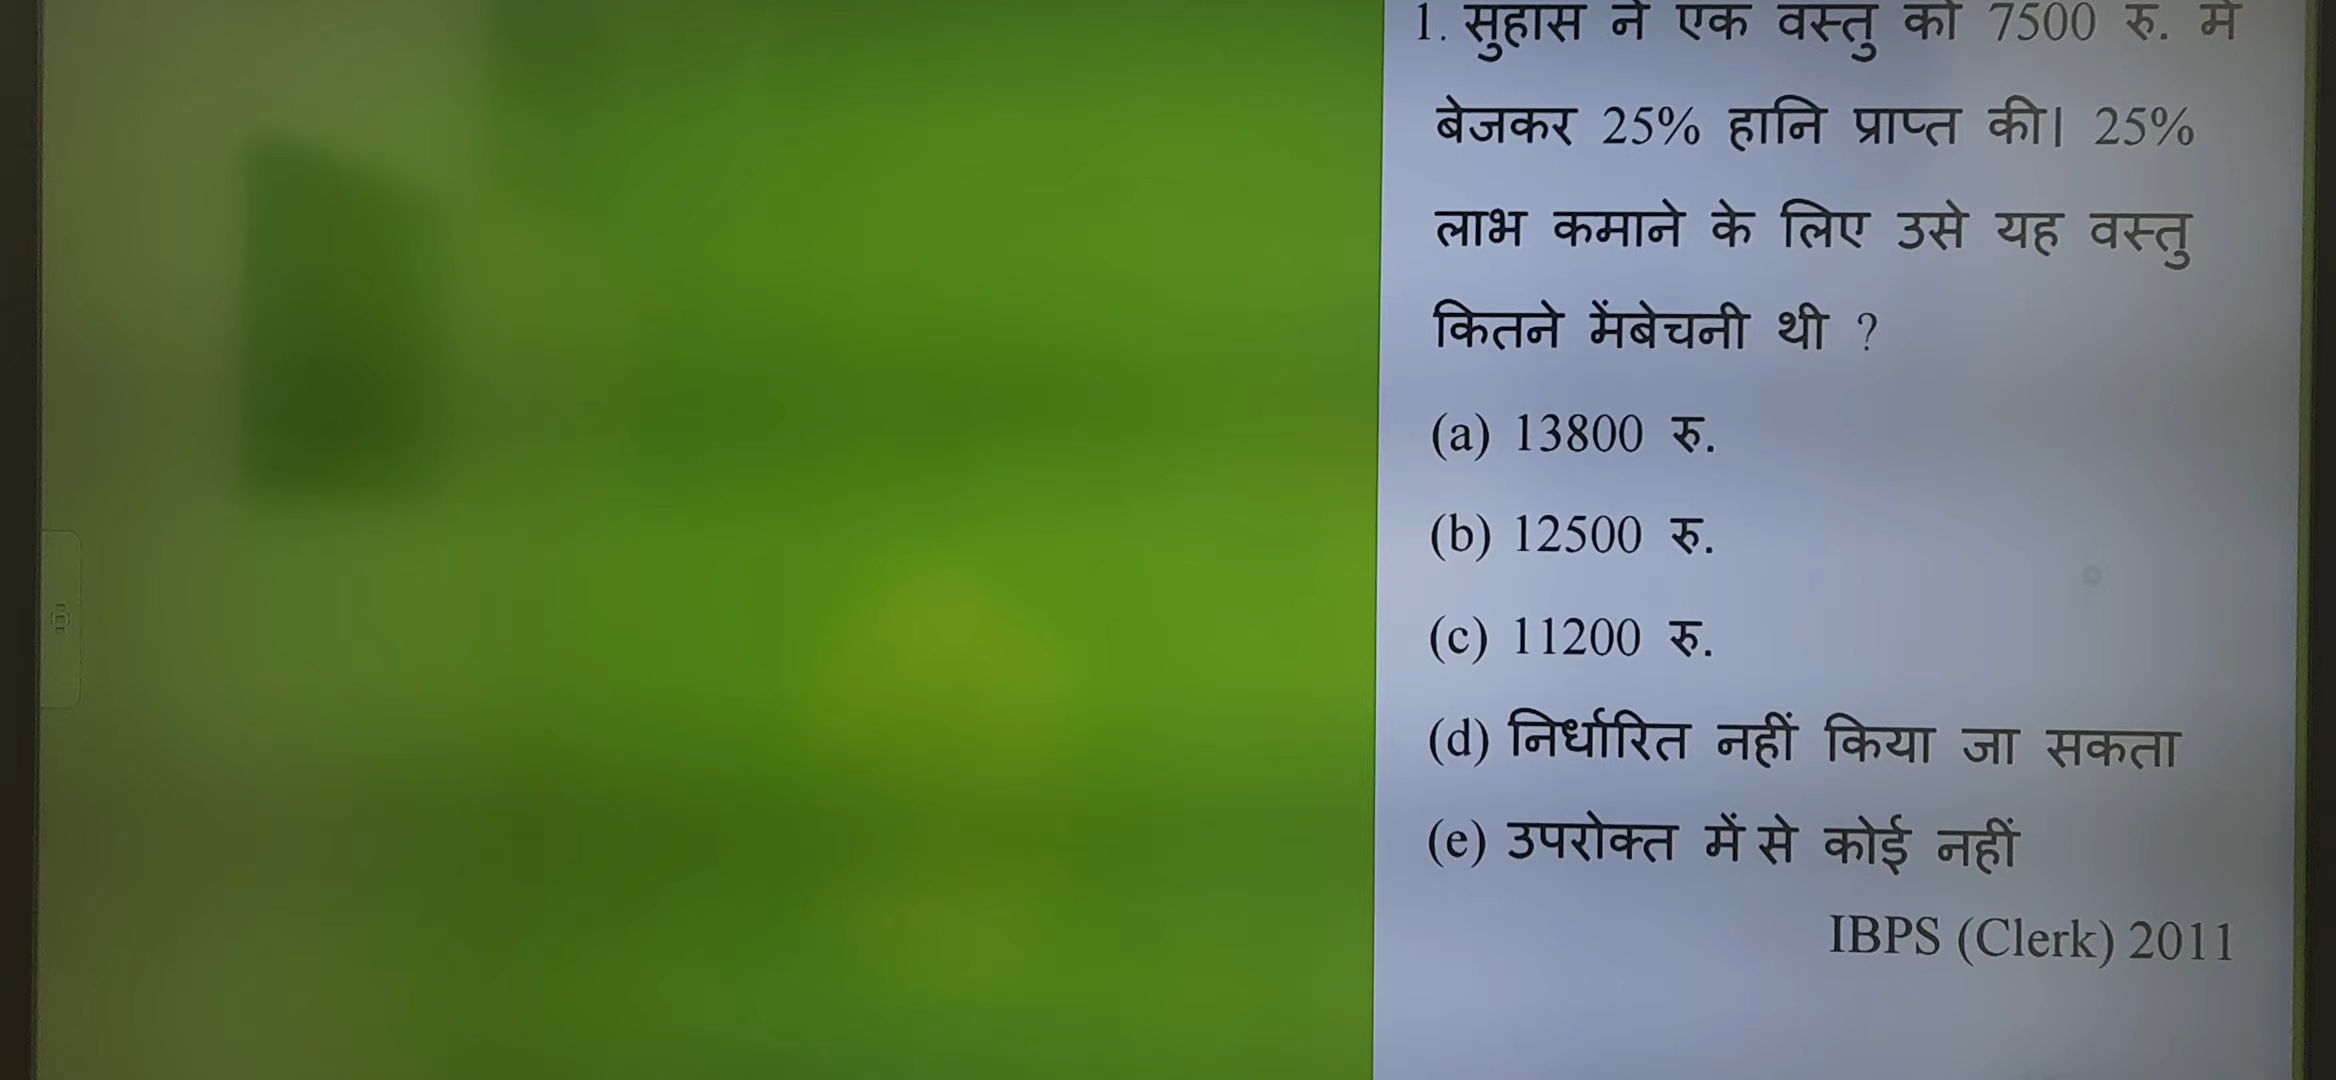 1. सुहास ने एक वस्तु को 7500 रु. में
बेजकर 25% हानि प्राप्त की। 25%
लाभ कमाने के लिए उसे यह वस्तु
कितने मेंबेचनी थी ?
(a) 13800 रु.
(b) 12500 रु.
(c) 11200 रु.
(d) निर्धारित नहीं किया जा सकता
(e) उपरोक्त में से कोई नहीं
IBPS (Clerk) 2011